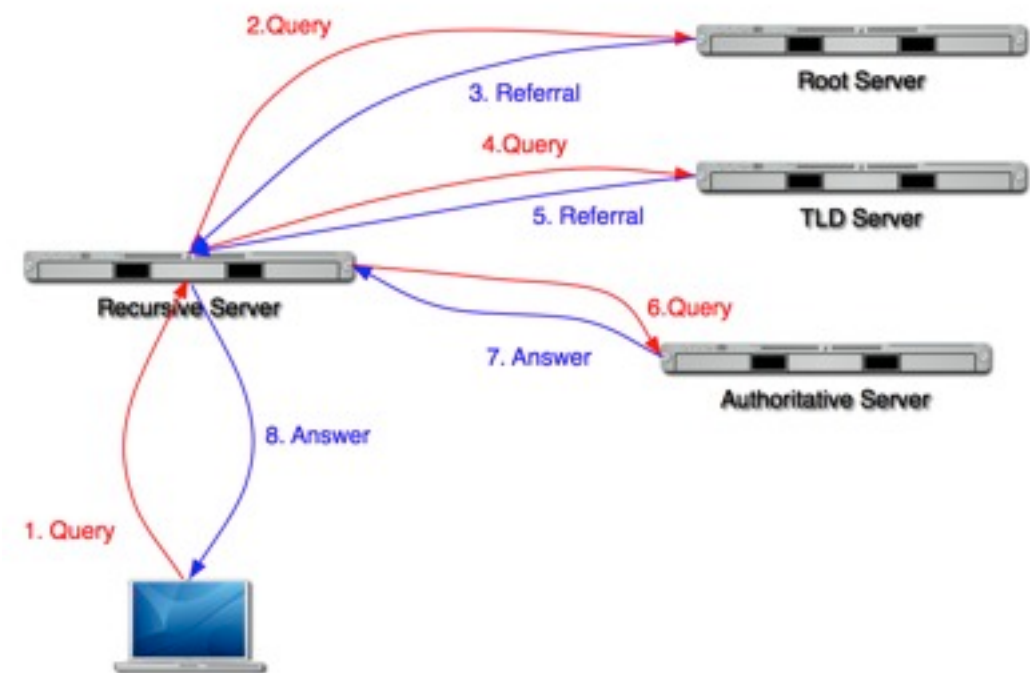 2.Query
Root Server
3. Referral
4.Query
TLD Server
5. Referral
Recursive Server
6.Query
7. Answer
Authoritative Server
8. Answer
1. Query